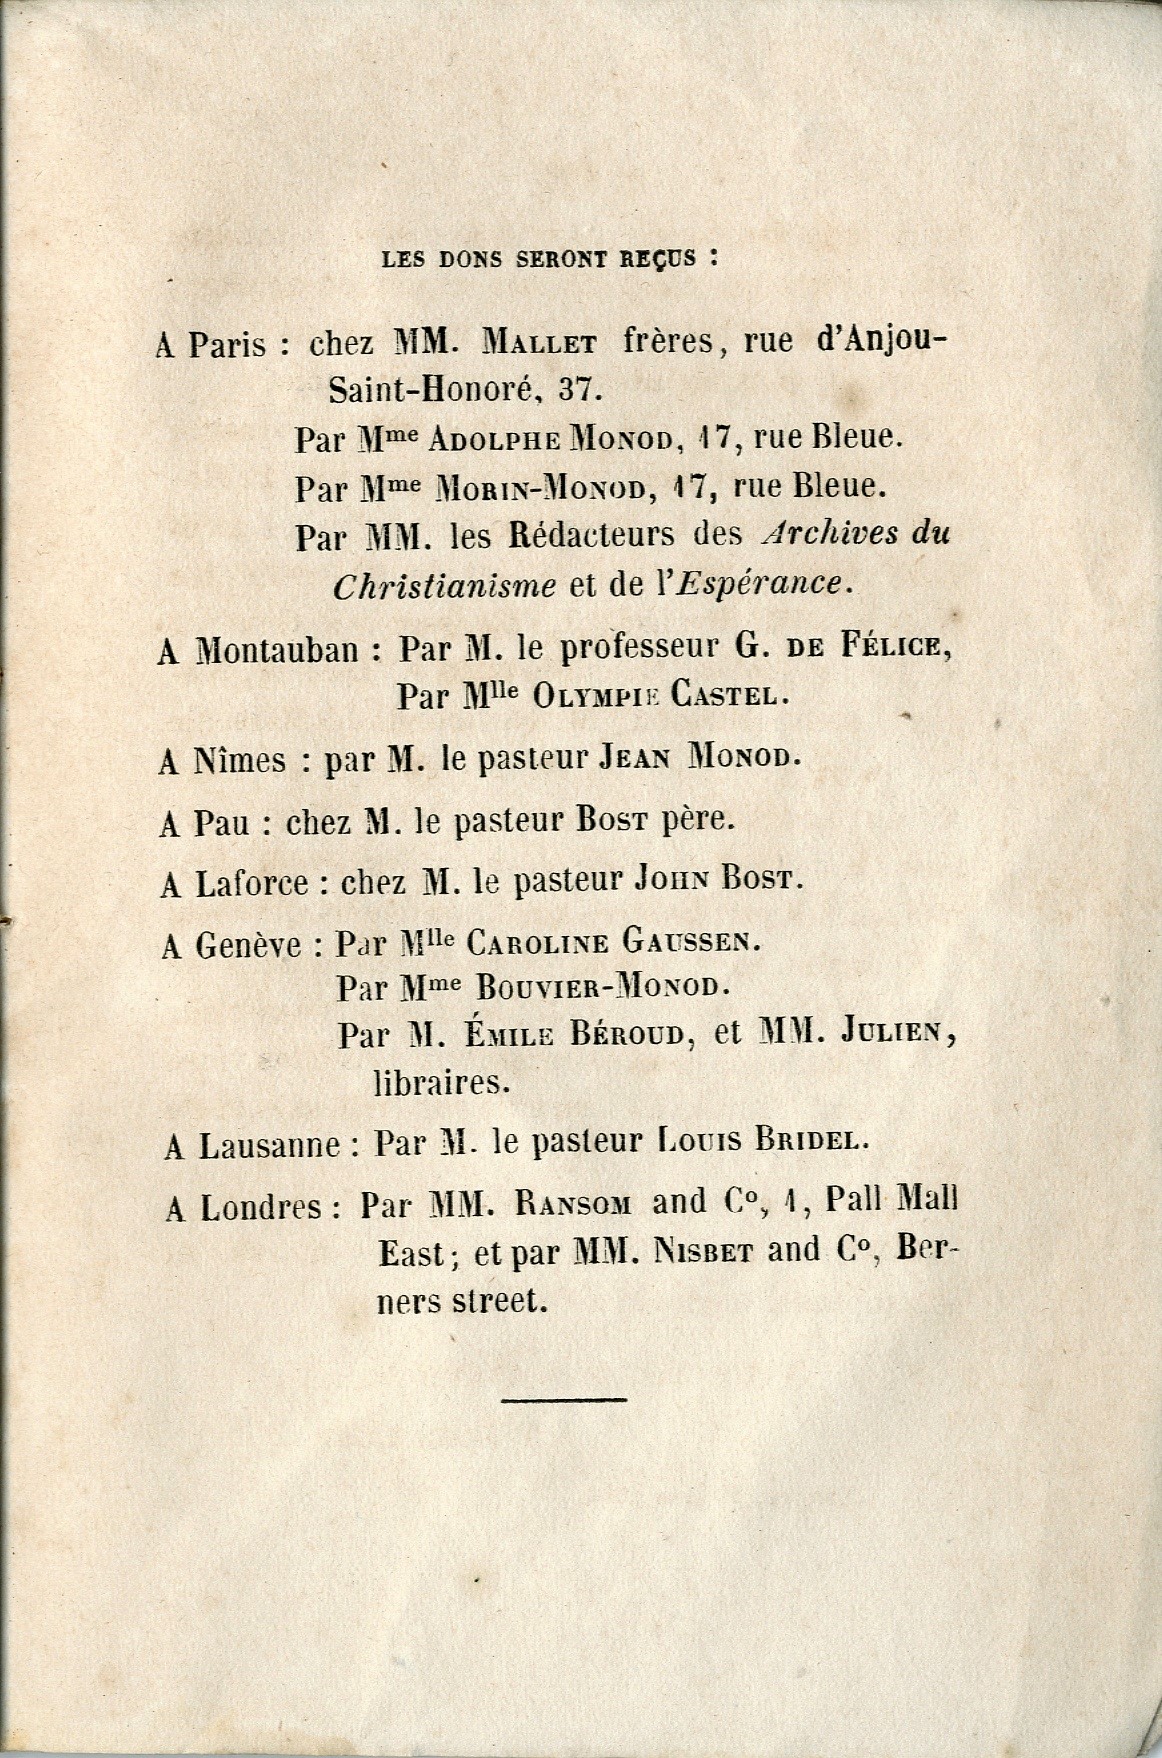 LES DONS SERONT REÇUS :
A Paris : chez MM. MALLET frères, rue d'Anjou-
Saint-Honoré, 37.
Par Mme ADOLPHE MONOD, 17, rue Bleue.
Par Mme MORIN-MONOD, 17, rue Bleue.
Par MM. les Rédacteurs des Archives du
Christianisme et de l'Espérance.
A Montauban : Par M. le professeur G. DE FÉLICE,
Par Mlle OLYMPIE CASTEL.
A Nîmes : par M. le pasteur JEAN MONOD.
A Pau : chez M. le pasteur BOST père.
A Laforce : chez M. le pasteur JOHN BOST.
A Genève : Par Mlle CAROLINE GAUSSEN.
Par Mme BOUVIER-MONOD.
Par M. ÉMILE BÉROUD, et MM. JULIEN,
libraires.
A Lausanne : Par M. le pasteur LOUIS BRIDEL.
A Londres : Par MM. RANSOM and Co, 1, Pall Mall
East ; et par MM. NISBET and Co, Ber-
ners street.